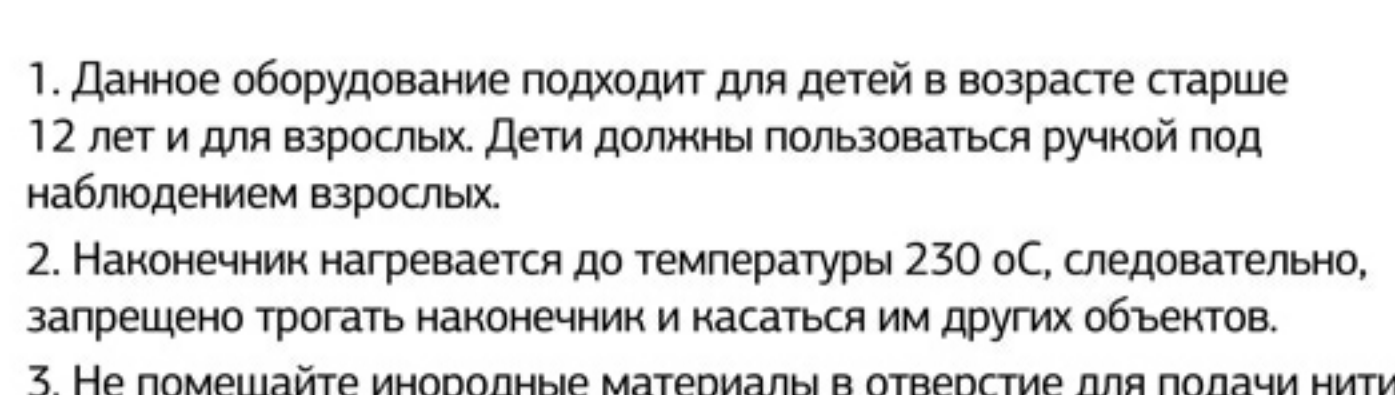 1. Данное оборудование подходит для детей в возрасте старше
12 лет и для взрослых. Дети должны пользоваться ручкой под
наблюдением взрослых.
2. Наконечник нагревается до температуры 230 оС, следовательно,
запрещено трогать наконечник и касаться им других объектов.
3. Не помещайте инородные материалы в отверстие для подачи нити